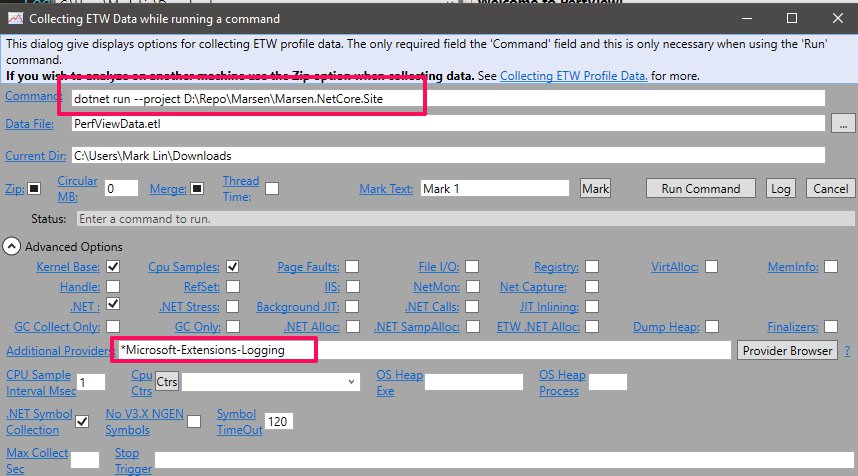 Collecting ETW Data while running a command
This dialog give displays options for collecting ETW profile data. The only required field the 'Command' field and this is only necessary when using the 'Run'
command.
If you wish to analyze on another machine use the Zip option when collecting data. See Collecting ETW Profile Data. for more.
Command: dotnet run --project D:\Repo\Marsen\Marsen.NetCore.Site
Data File: PerfViewData.etl ...
Current Dir: C:\Users\Mark Lin\Downloads
Zip: Circular MB: 0 Merge: Thread Time: Mark Text: Mark 1 Mark Run Command Log Cancel
Status: Enter a command to run.
Advanced Options
Kernel Base: Cpu Samples: Page Faults: File I/O: Registry: VirtAlloc: MemInfo:
Handle: RefSet: IIS: NetMon: Net Capture:
.NET : .NET Stress: Background JIT: .NET Calls: JIT Inlining:
GC Collect Only: GC Only: .NET Alloc: .NET SampAlloc: ETW .NET Alloc: Dump Heap: Finalizers:
Additional Providers: *Microsoft-Extensions-Logging Provider Browser ?
CPU Sample Interval Msec 1 Cpu Ctrs Ctrs OS Heap Exe OS Heap Process
.NET Symbol Collection No V3.X NGEN Symbols Symbol TimeOut 120
Max Collect Sec Stop Trigger